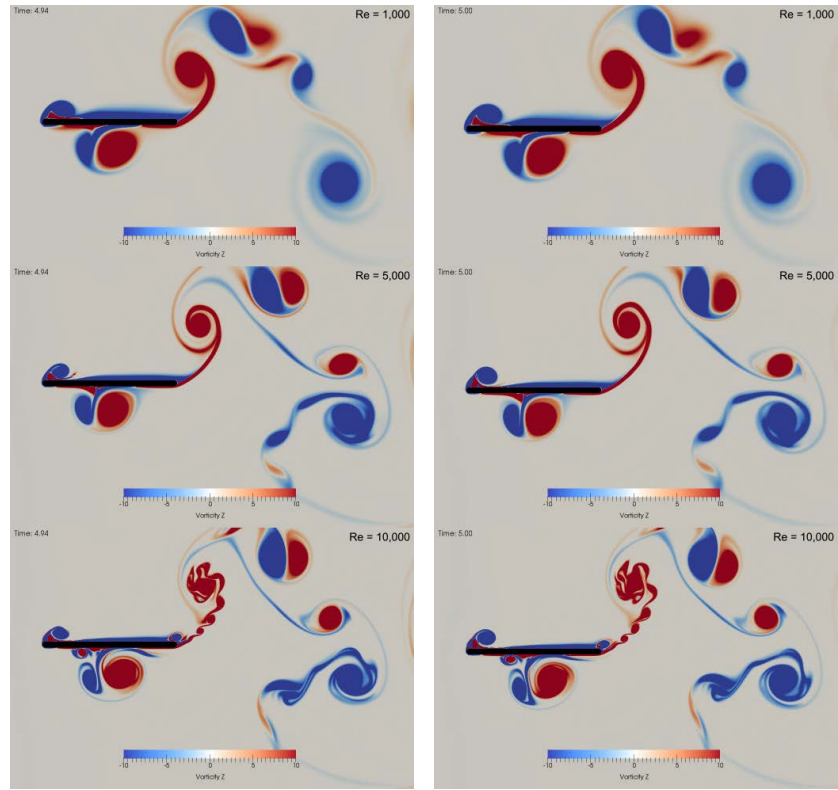 Time: 4.94 Re = 1,000
-10 -5 0 5 10
Vorticity Z
Time: 5.00 Re = 1,000
-10 -5 0 5 10
Vorticity Z
Time: 4.94 Re = 5,000
-10 -5 0 5 10
Vorticity Z
Time: 5.00 Re = 5,000
-10 -5 0 5 10
Vorticity Z
Time: 4.94 Re = 10,000
-10 -5 0 5 10
Vorticity Z
Time: 5.00 Re = 10,000
-10 -5 0 5 10
Vorticity Z